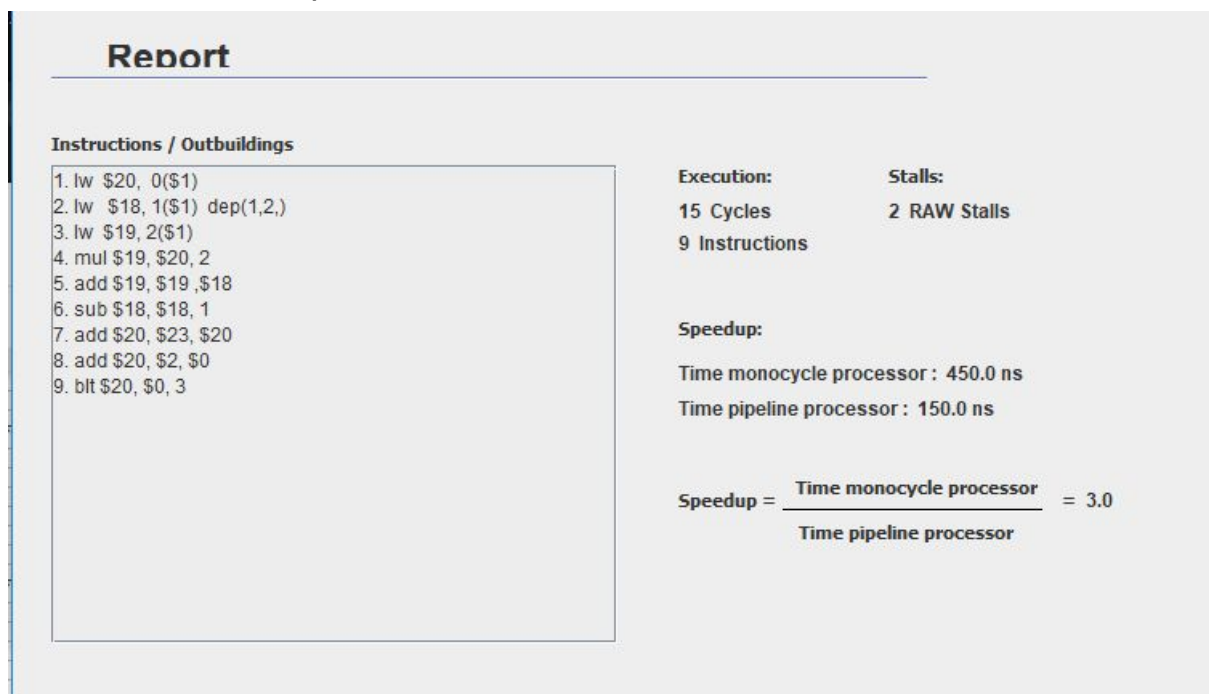 Report
Instructions / Outbuildings
1. lw $20, 0($1)
2. lw $18, 1($1) dep(1,2,)
3. lw $19, 2($1)
4. mul $19, $20, 2
5. add $19, $19 ,$18
6. sub $18, $18, 1
7. add $20, $23, $20
8. add $20, $2, $0
9. blt $20, $0, 3
Execution: Stalls:
15 Cycles 2 RAW Stalls
9 Instructions
Speedup:
Time monocycle processor : 450.0 ns
Time pipeline processor : 150.0 ns
Speedup = Time monocycle processor = 3.0
Time pipeline processor